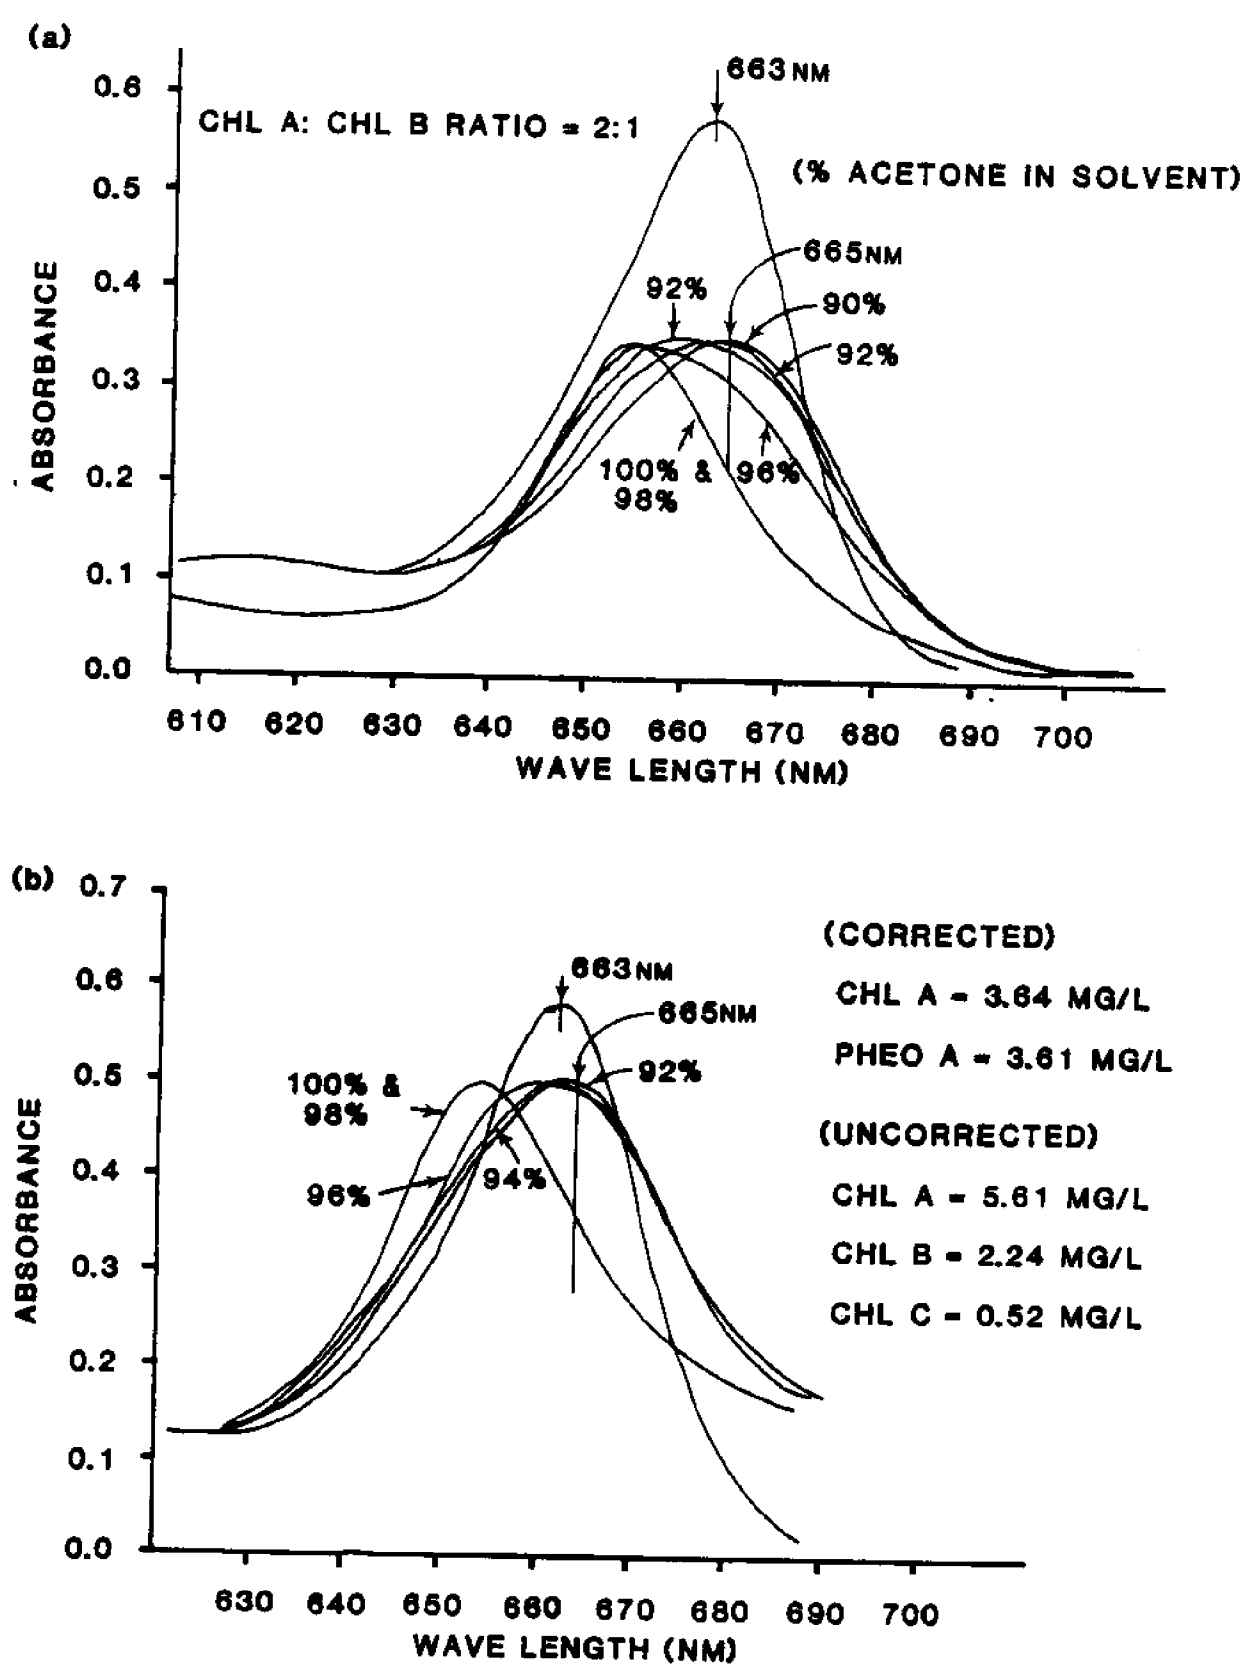 (a)
663 NM
0.6
CHL A: CHL B RATIO = 2:1
(% ACETONE IN SOLVENT)
0.5
665NM
0.4
92%
90%
92%
0.3
100% &
98%
96%
0.2
0.1
0.0
ABSORBANCE
610 620 630 640 650 660 670 680 690 700
WAVE LENGTH (NM)
(b)
0.7
(CORRECTED)
0.6
663 NM
CHL A = 3.64 MG/L
665NM
PHEO A = 3.61 MG/L
0.5
100% &
98%
92%
(UNCORRECTED)
0.4
96%
94%
CHL A = 5.61 MG/L
0.3
CHL B = 2.24 MG/L
CHL C = 0.52 MG/L
0.2
0.1
0.0
ABSORBANCE
630 640 650 660 670 680 690 700
WAVE LENGTH (NM)